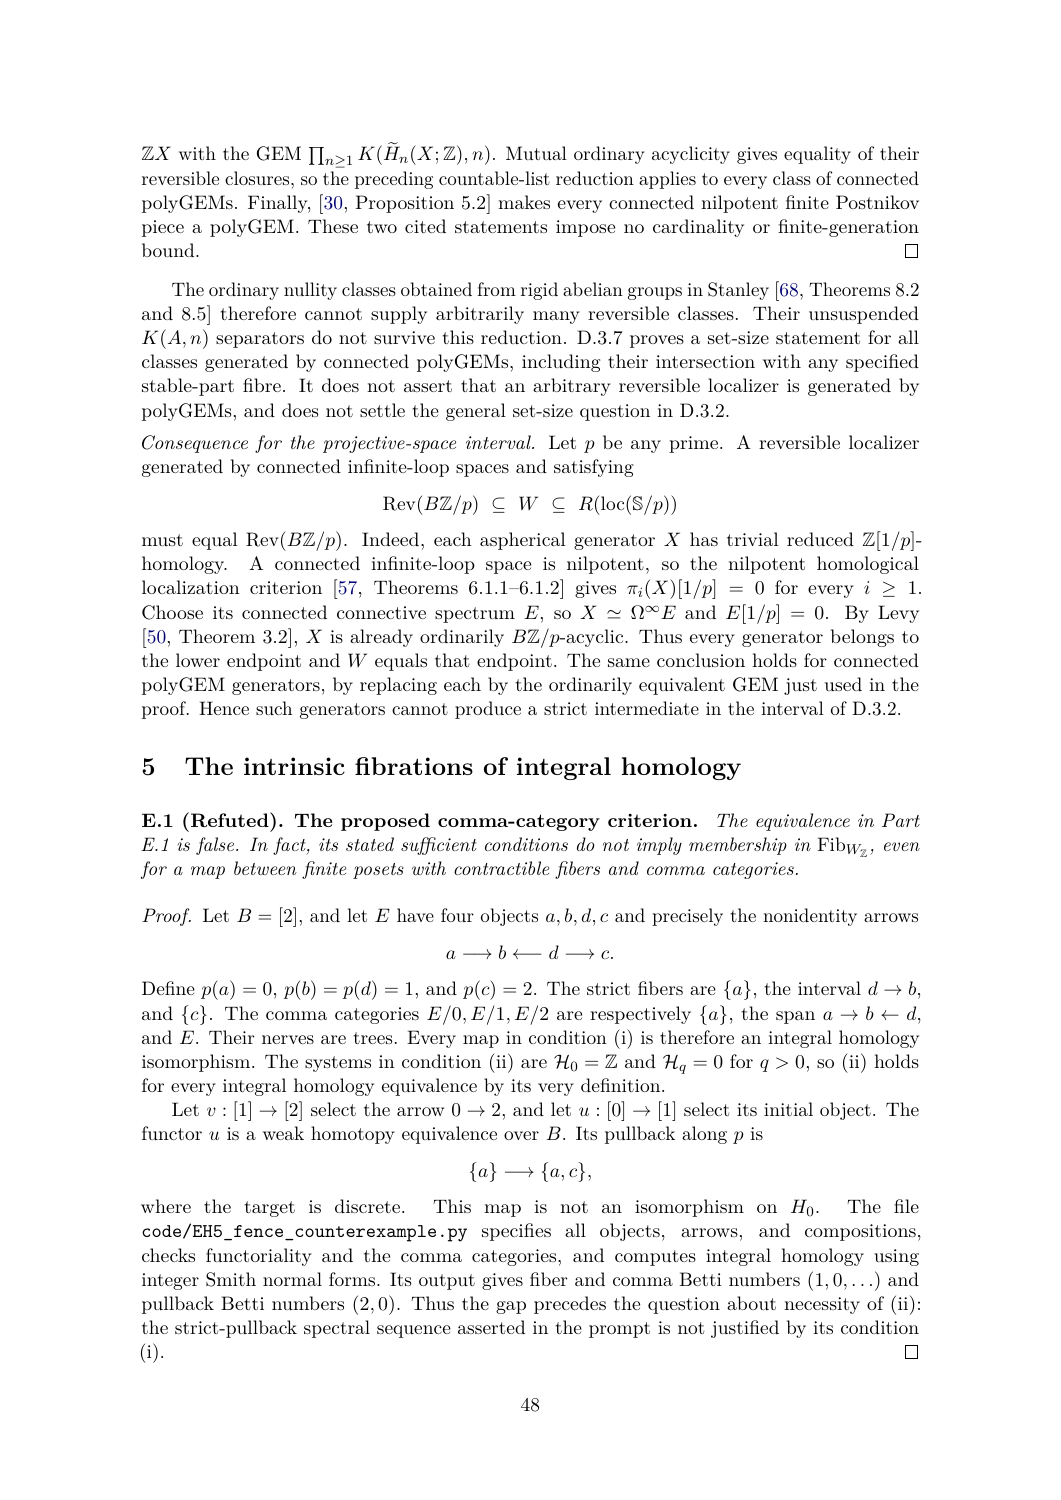 ℤX with the GEM ∏_{n≥1} K(H̃_n(X; ℤ), n). Mutual ordinary acyclicity gives equality of their
reversible closures, so the preceding countable-list reduction applies to every class of connected
polyGEMs. Finally, [30, Proposition 5.2] makes every connected nilpotent finite Postnikov
piece a polyGEM. These two cited statements impose no cardinality or finite-generation
bound. □
The ordinary nullity classes obtained from rigid abelian groups in Stanley [68, Theorems 8.2
and 8.5] therefore cannot supply arbitrarily many reversible classes. Their unsuspended
K(A, n) separators do not survive this reduction. D.3.7 proves a set-size statement for all
classes generated by connected polyGEMs, including their intersection with any specified
stable-part fibre. It does not assert that an arbitrary reversible localizer is generated by
polyGEMs, and does not settle the general set-size question in D.3.2.
Consequence for the projective-space interval. Let p be any prime. A reversible localizer
generated by connected infinite-loop spaces and satisfying
Rev(Bℤ/p) ⊆ W ⊆ R(loc(𝕊/p))
must equal Rev(Bℤ/p). Indeed, each aspherical generator X has trivial reduced ℤ[1/p]-
homology. A connected infinite-loop space is nilpotent, so the nilpotent homological
localization criterion [57, Theorems 6.1.1–6.1.2] gives π_i(X)[1/p] = 0 for every i ≥ 1.
Choose its connected connective spectrum E, so X ≃ Ω^∞E and E[1/p] = 0. By Levy
[50, Theorem 3.2], X is already ordinarily Bℤ/p-acyclic. Thus every generator belongs to
the lower endpoint and W equals that endpoint. The same conclusion holds for connected
polyGEM generators, by replacing each by the ordinarily equivalent GEM just used in the
proof. Hence such generators cannot produce a strict intermediate in the interval of D.3.2.
5 The intrinsic fibrations of integral homology
E.1 (Refuted). The proposed comma-category criterion. The equivalence in Part
E.1 is false. In fact, its stated sufficient conditions do not imply membership in Fib_{W_ℤ}, even
for a map between finite posets with contractible fibers and comma categories.
Proof. Let B = [2], and let E have four objects a, b, d, c and precisely the nonidentity arrows
a ⟶ b ⟵ d ⟶ c.
Define p(a) = 0, p(b) = p(d) = 1, and p(c) = 2. The strict fibers are {a}, the interval d → b,
and {c}. The comma categories E/0, E/1, E/2 are respectively {a}, the span a → b ← d,
and E. Their nerves are trees. Every map in condition (i) is therefore an integral homology
isomorphism. The systems in condition (ii) are ℋ_0 = ℤ and ℋ_q = 0 for q > 0, so (ii) holds
for every integral homology equivalence by its very definition.
Let v : [1] → [2] select the arrow 0 → 2, and let u : [0] → [1] select its initial object. The
functor u is a weak homotopy equivalence over B. Its pullback along p is
{a} ⟶ {a, c},
where the target is discrete. This map is not an isomorphism on H_0. The file
code/EH5_fence_counterexample.py specifies all objects, arrows, and compositions,
checks functoriality and the comma categories, and computes integral homology using
integer Smith normal forms. Its output gives fiber and comma Betti numbers (1, 0, . . .) and
pullback Betti numbers (2, 0). Thus the gap precedes the question about necessity of (ii):
the strict-pullback spectral sequence asserted in the prompt is not justified by its condition
(i). □
48